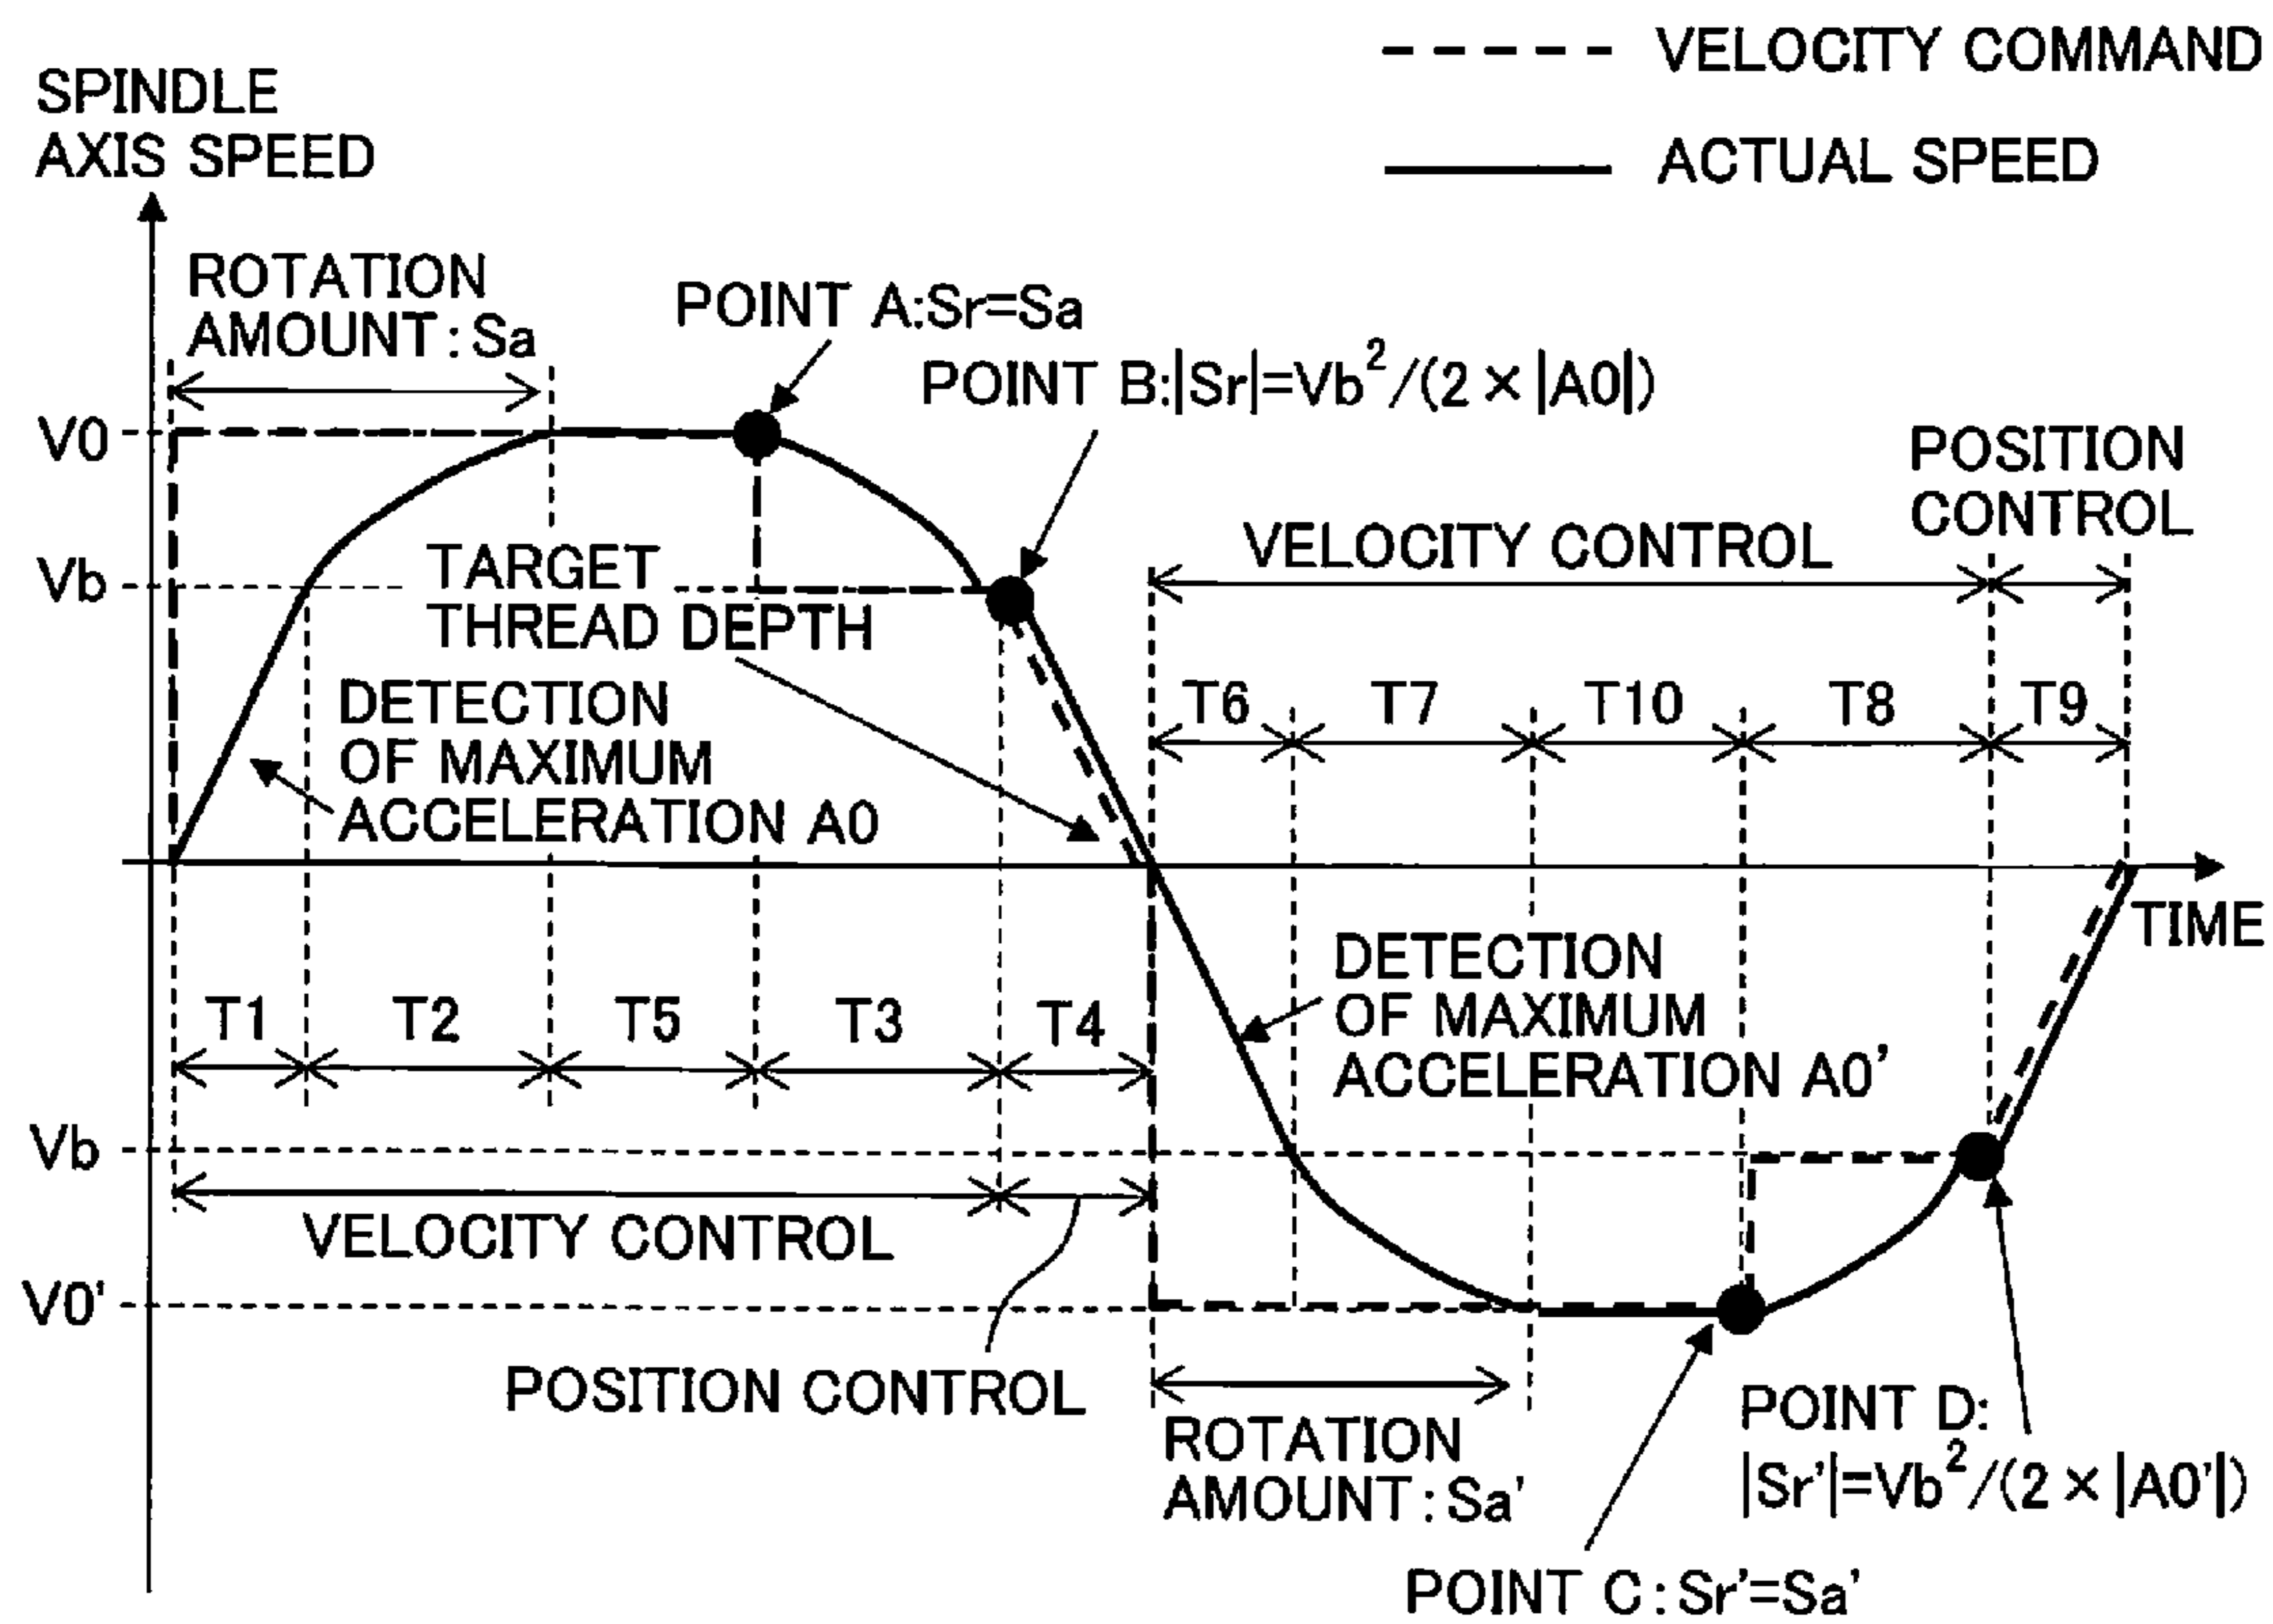 VELOCITY COMMAND
ACTUAL SPEED
SPINDLE
AXIS SPEED
ROTATION
AMOUNT:Sa
POINT A:Sr=Sa
POINT B:|Sr|=Vb²/(2×|A0|)
V0
Vb
TARGET
THREAD DEPTH
DETECTION
OF MAXIMUM
ACCELERATION A0
VELOCITY CONTROL
POSITION
CONTROL
T6
T7
T10
T8
T9
TIME
T1
T2
T5
T3
T4
DETECTION
OF MAXIMUM
ACCELERATION A0'
Vb
VELOCITY CONTROL
V0'
POSITION CONTROL
ROTATION
AMOUNT:Sa'
POINT D:
|Sr'|=Vb²/(2×|A0'|)
POINT C:Sr'=Sa'